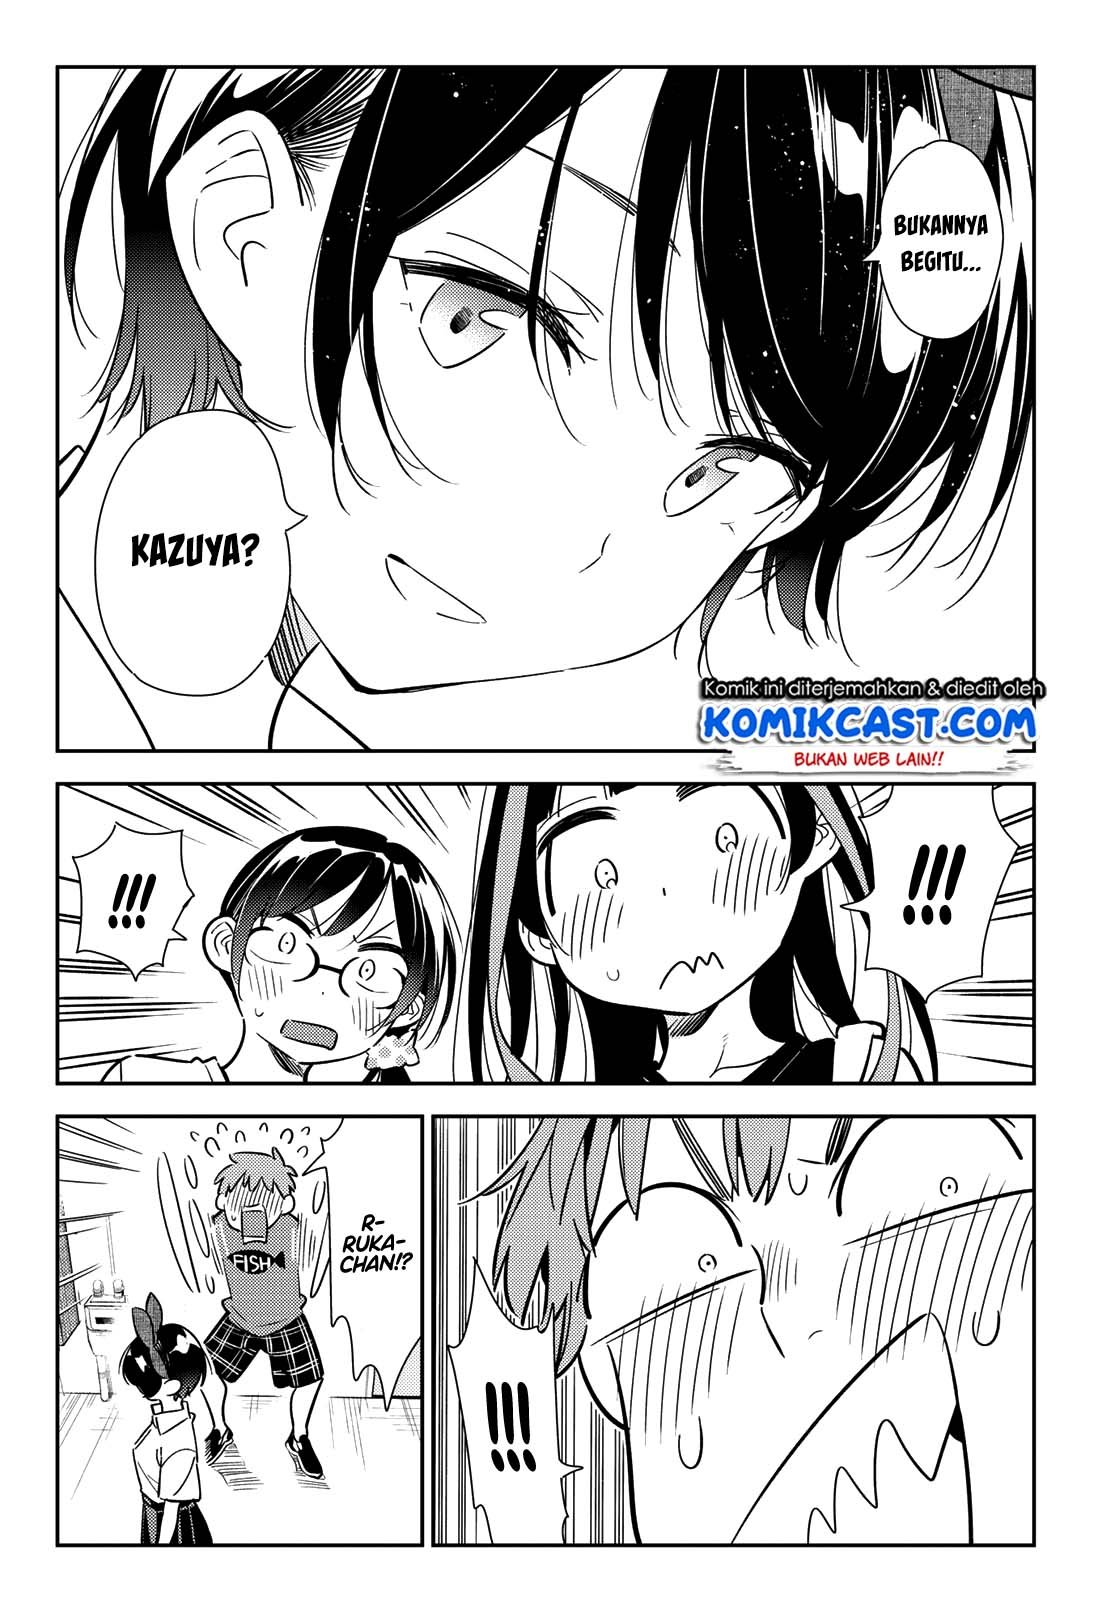 BUKANNYA
BEGITU...
KAZUYA?
Komik ini diterjemahkan & diedit oleh
KOMIKCAST.COM
BUKAN WEB LAIN!!
!!!
!!!
!!!
R-
RUKA-
CHAN!?
FISH